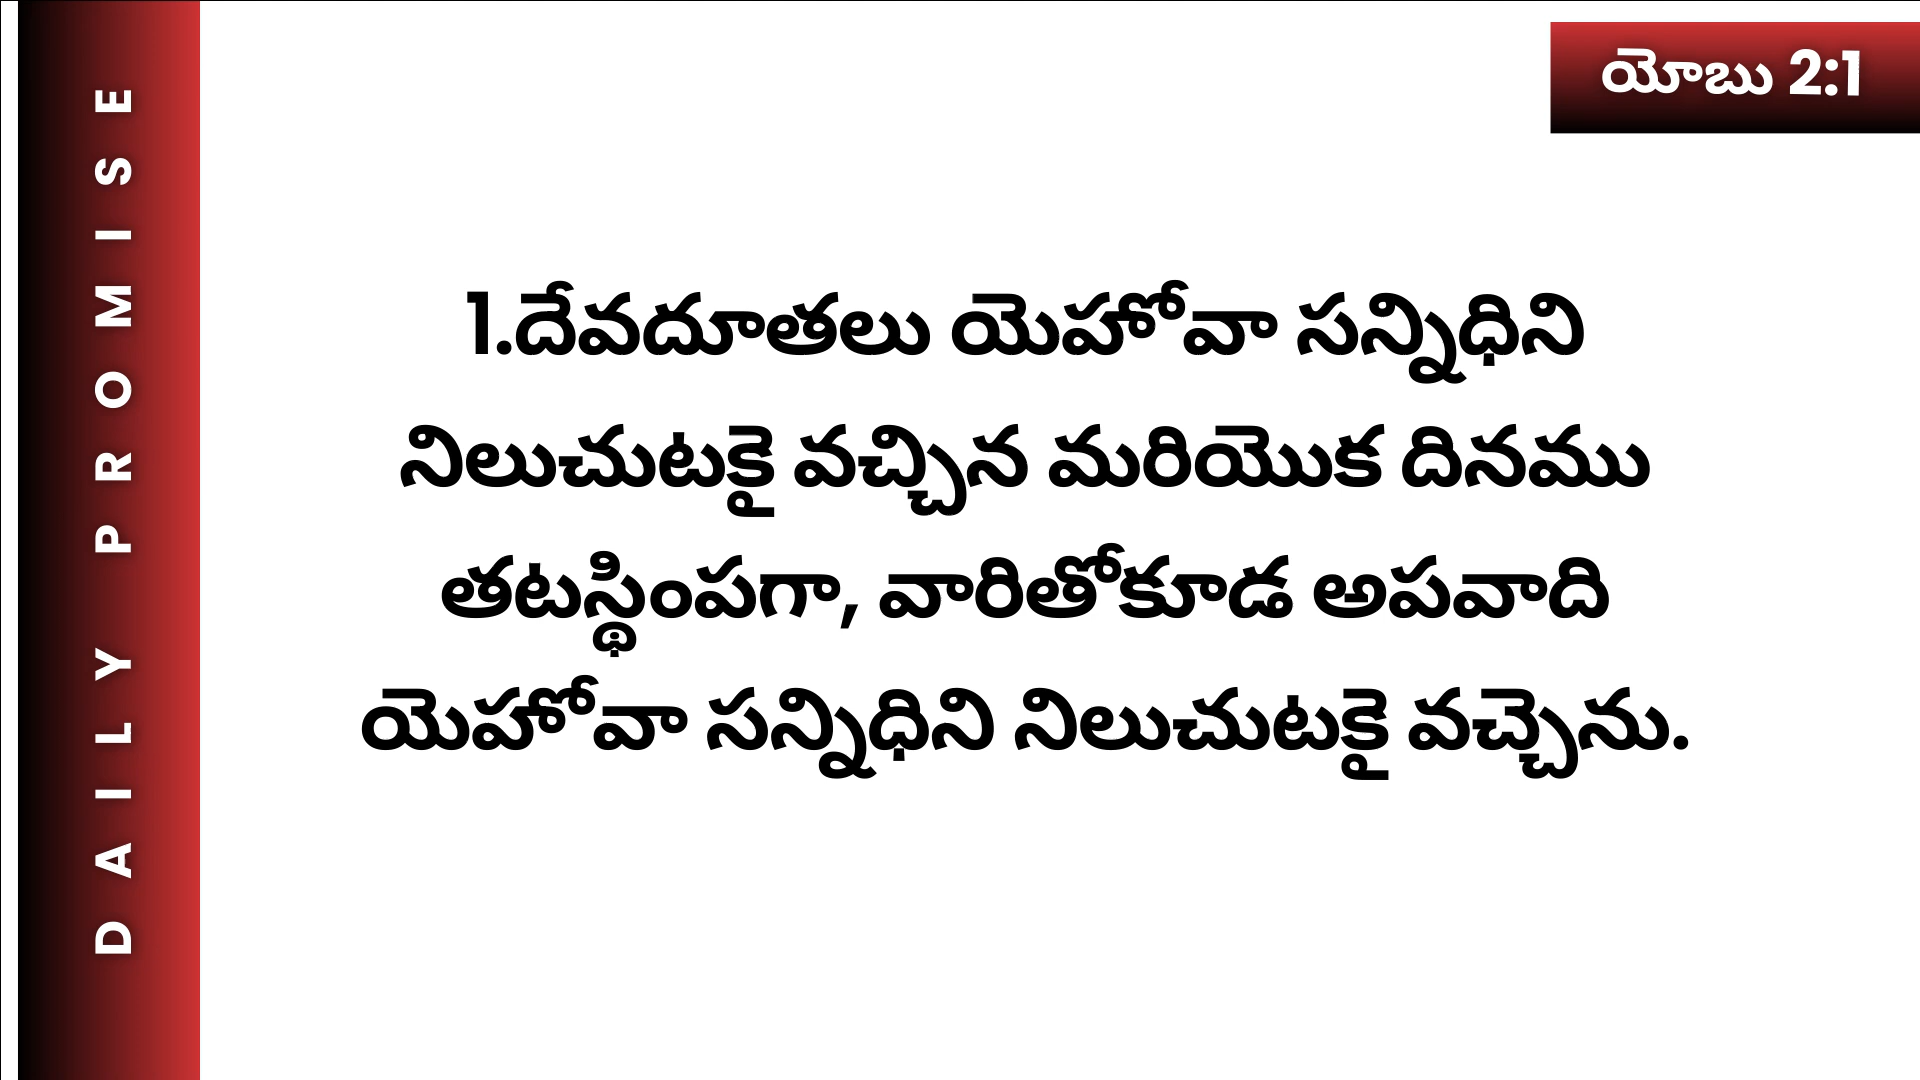 DAILY PROMISE
యోబు 2:1
1.దేవదూతలు యెహోవా సన్నిధిని
నిలుచుటకై వచ్చిన మరియొక దినము
తటస్థింపగా, వారితోకూడ అపవాది
యెహోవా సన్నిధిని నిలుచుటకై వచ్చెను.